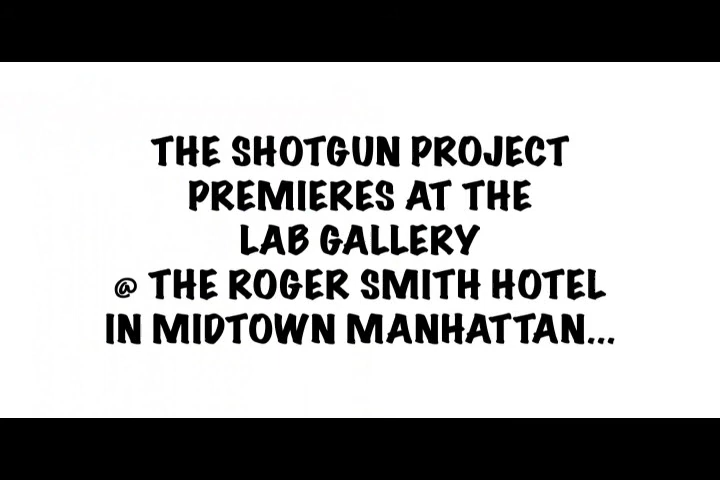 THE SHOTGUN PROJECT
PREMIERES AT THE
LAB GALLERY
@ THE ROGER SMITH HOTEL
IN MIDTOWN MANHATTAN...